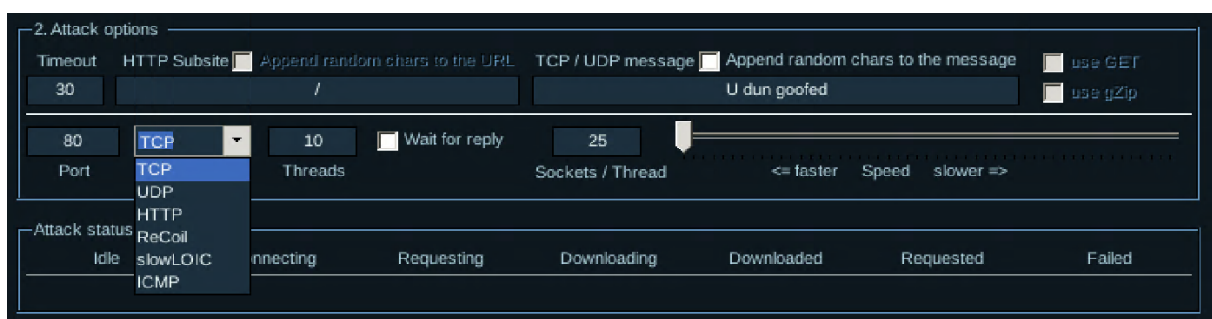 2. Attack options
Timeout HTTP Subsite Append random chars to the URL TCP / UDP message Append random chars to the message use GET
30 / U dun goofed use gZip
80 TCP 10 Wait for reply 25
Port TCP Threads Sockets / Thread <= faster Speed slower =>
UDP
HTTP
Attack status ReCoil
Idle slowLOIC nnecting Requesting Downloading Downloaded Requested Failed
ICMP